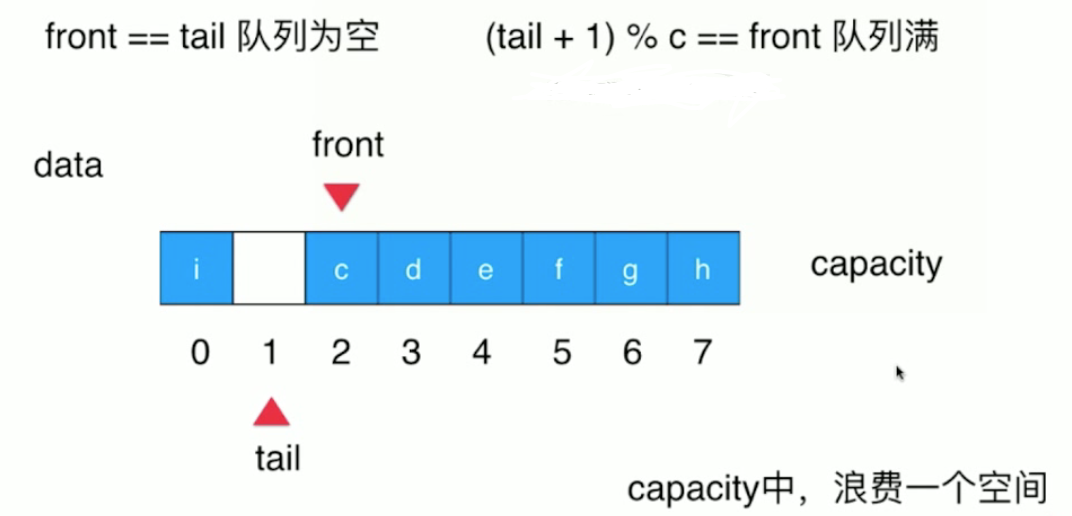 front == tail 队列为空
(tail + 1) % c == front 队列满
front
data
i c d e f g h
capacity
0 1 2 3 4 5 6 7
tail
capacity中，浪费一个空间